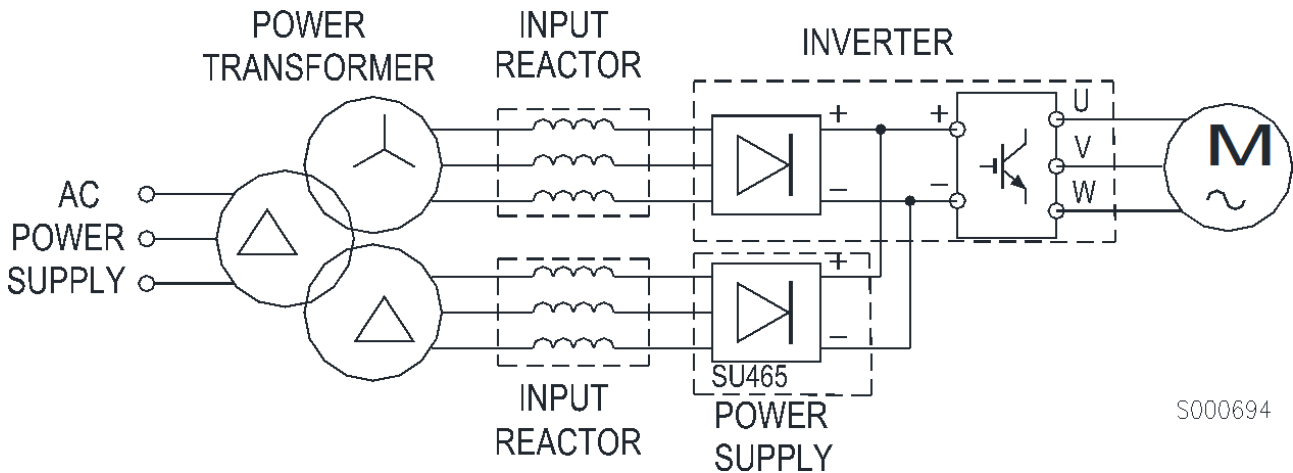 POWER
TRANSFORMER
INPUT
REACTOR
INVERTER
AC
POWER
SUPPLY
+
+
−
−
U
V
W
M
~
+
−
SU465
INPUT
REACTOR
POWER
SUPPLY
S000694